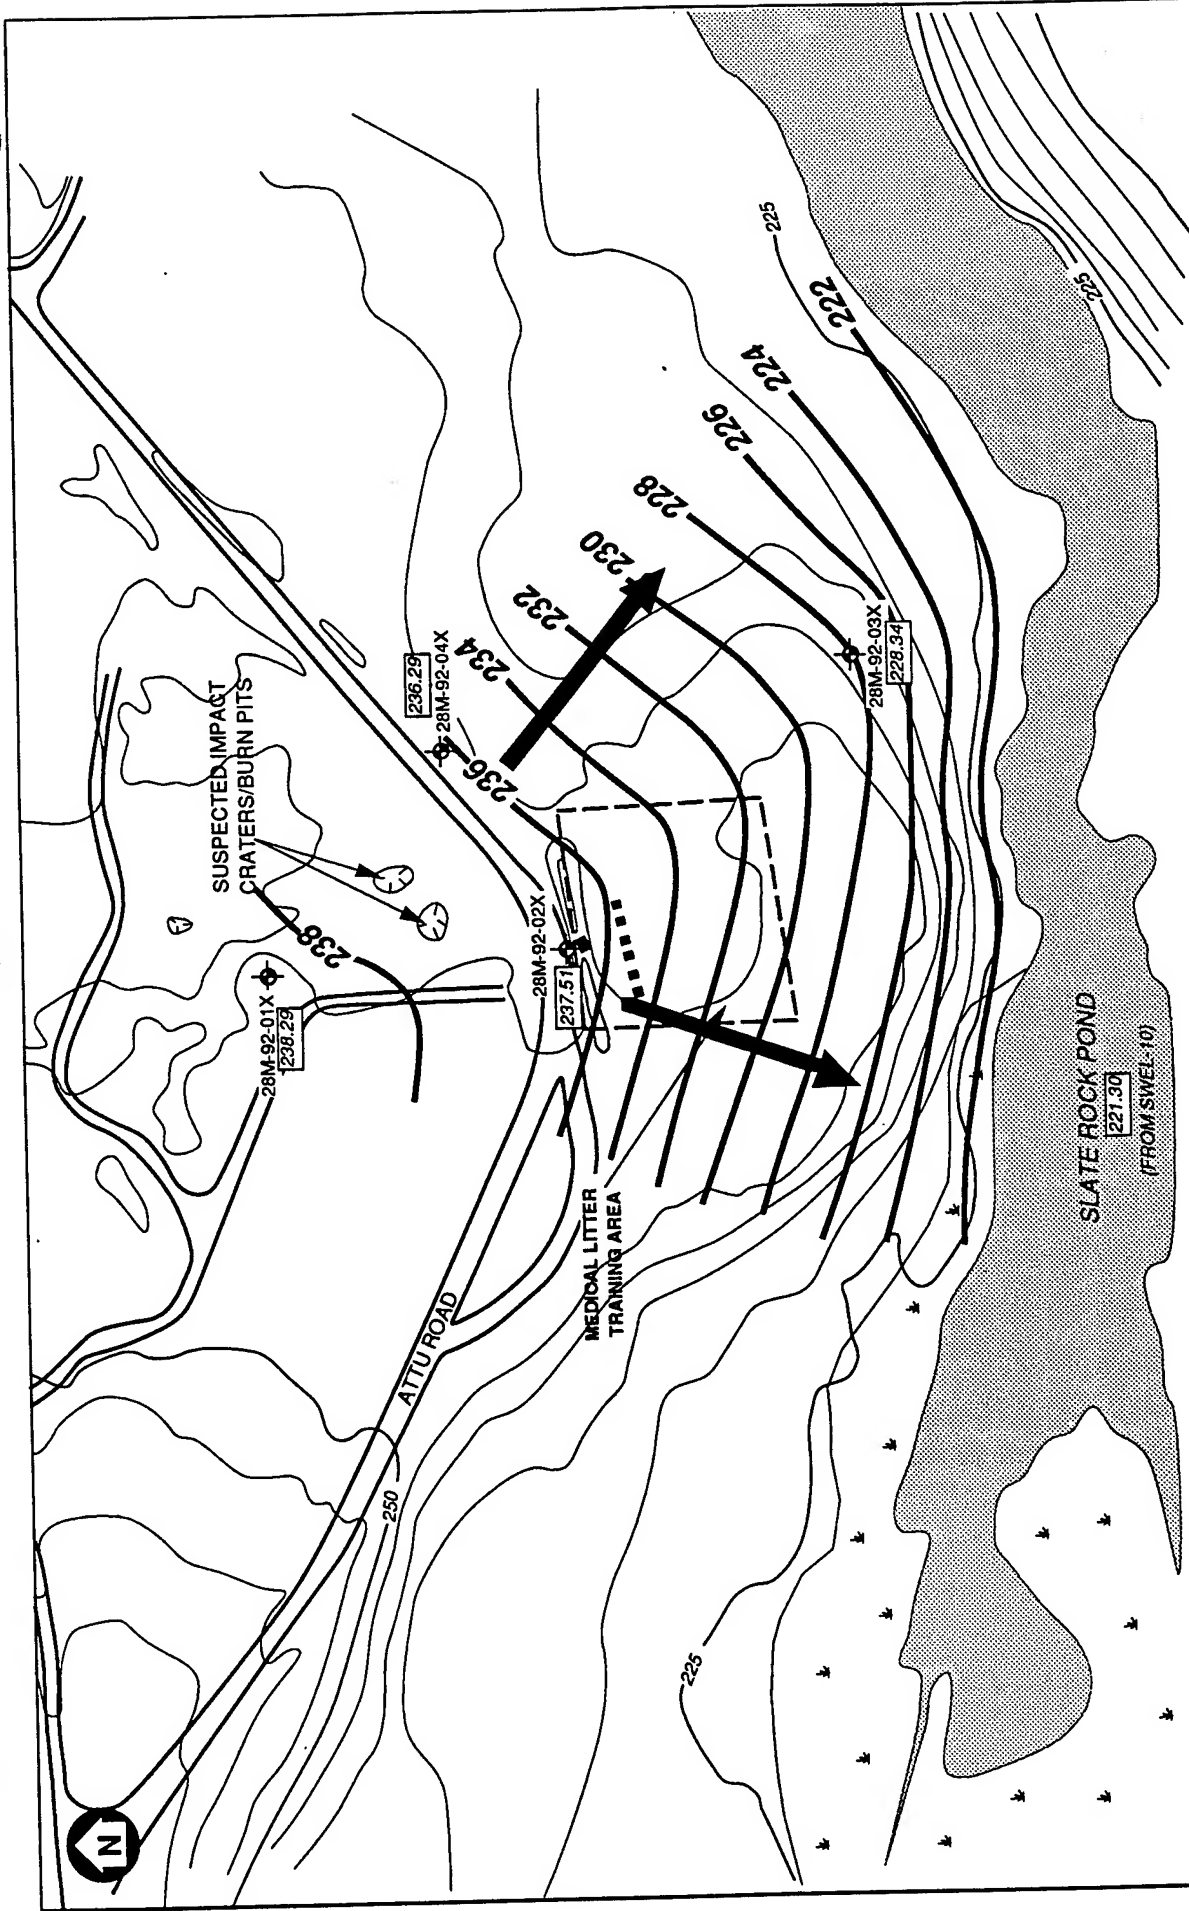 N
SUSPECTED IMPACT
CRATERS/BURN PITS
28M-92-01X
238.29
238
236.29
28M-92-04X
28M-92-02X
237.51
236
234
232
230
228
226
224
222
225
28M-92-03X
228.34
250
ATTU ROAD
MEDICAL LITTER
TRAINING AREA
225
225
SLATE ROCK POND
221.30
(FROM SWEL-10)